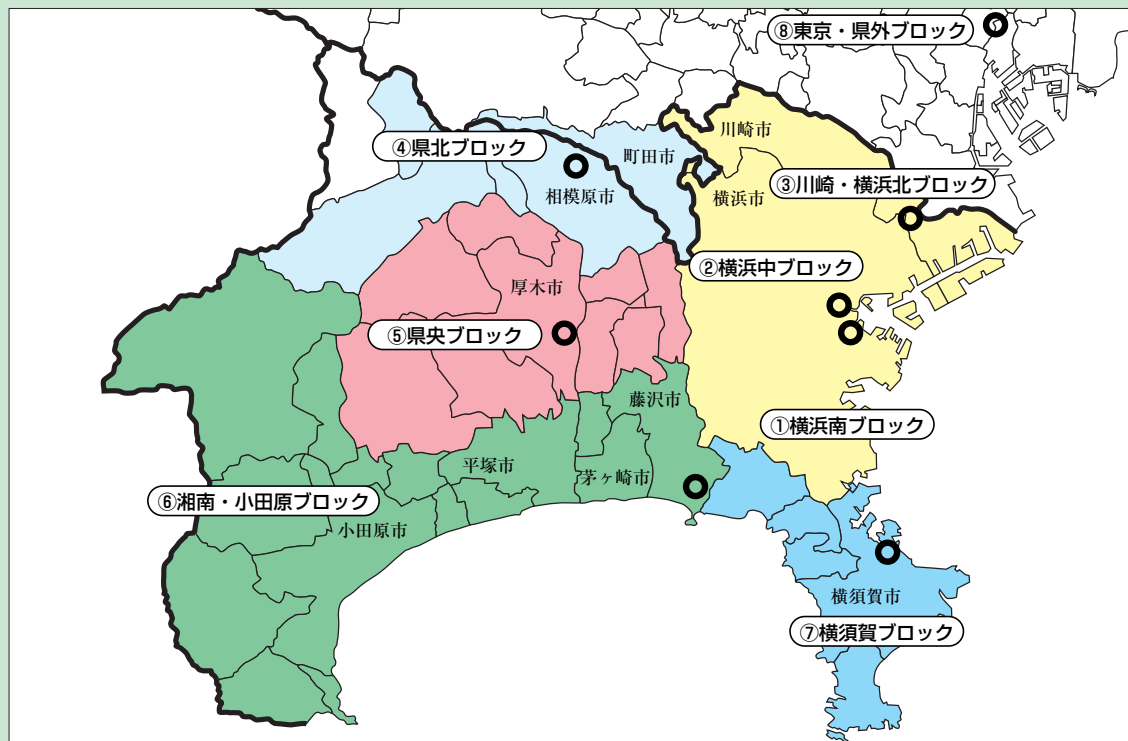 ⑧東京・県外ブロック
川崎市
④県北ブロック
町田市
③川崎・横浜北ブロック
相模原市
横浜市
②横浜中ブロック
厚木市
⑤県央ブロック
藤沢市
①横浜南ブロック
平塚市
茅ヶ崎市
⑥湘南・小田原ブロック
小田原市
横須賀市
⑦横須賀ブロック